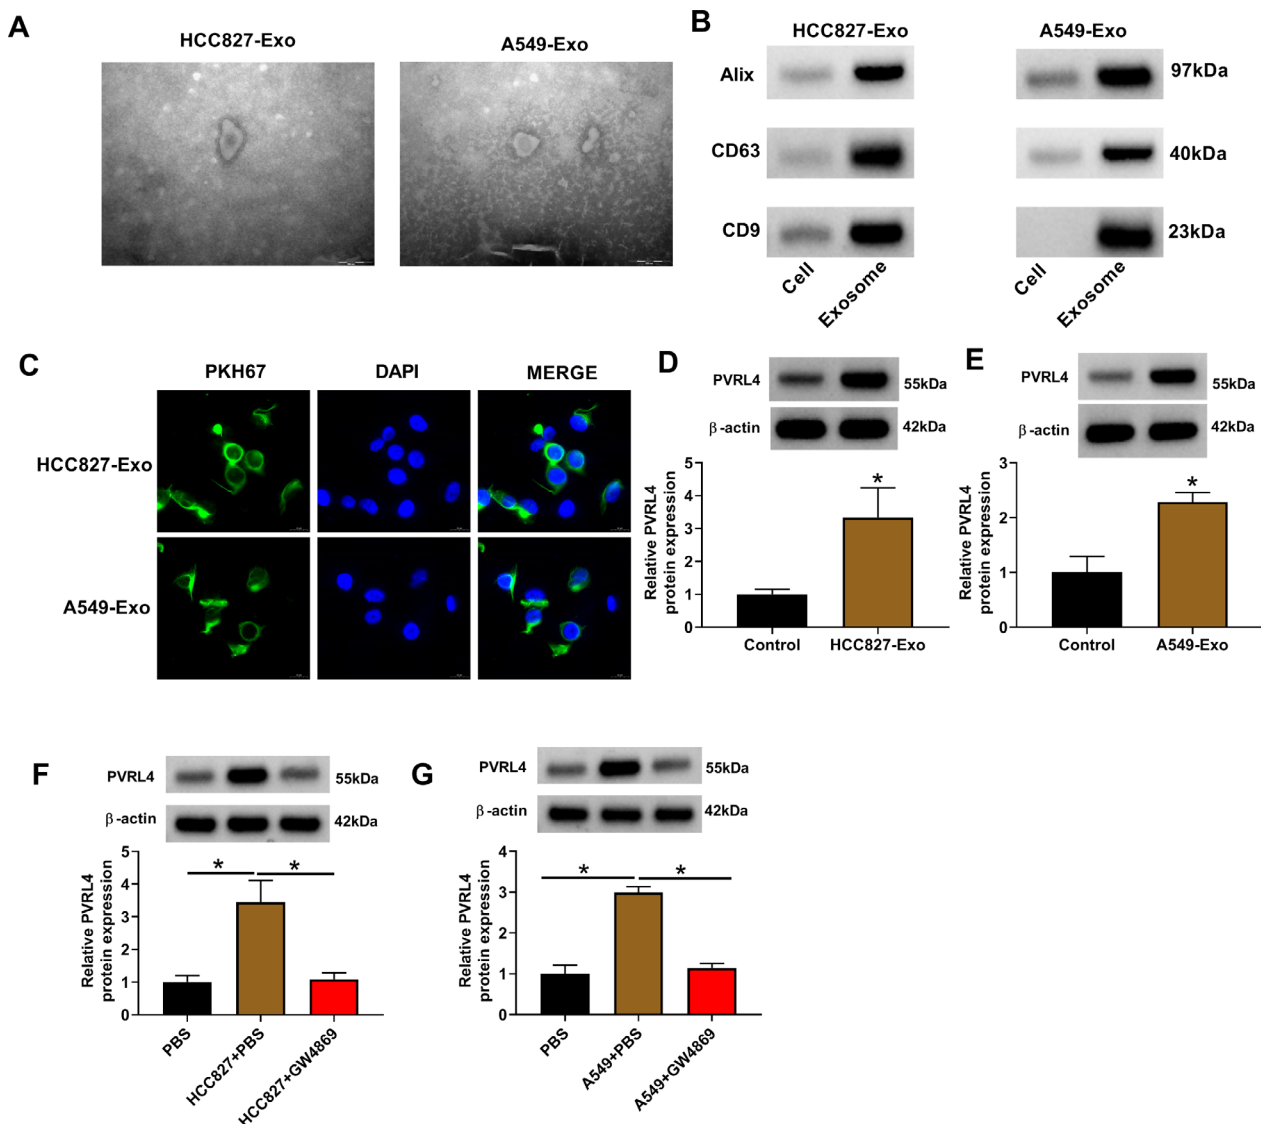 A
HCC827-Exo
A549-Exo
B
HCC827-Exo
A549-Exo
Alix
97kDa
CD63
40kDa
CD9
23kDa
Cell
Exosome
Cell
Exosome
C
PKH67
DAPI
MERGE
HCC827-Exo
A549-Exo
D
PVRL4
55kDa
β-actin
42kDa
Relative PVRL4
protein expression
5
4
3
2
1
0
*
Control
HCC827-Exo
E
PVRL4
55kDa
β-actin
42kDa
Relative PVRL4
protein expression
3
2
1
0
*
Control
A549-Exo
F
PVRL4
55kDa
β-actin
42kDa
Relative PVRL4
protein expression
5
4
3
2
1
0
* *
PBS
HCC827+PBS
HCC827+GW4869
G
PVRL4
55kDa
β-actin
42kDa
Relative PVRL4
protein expression
4
3
2
1
0
* *
PBS
A549+PBS
A549+GW4869